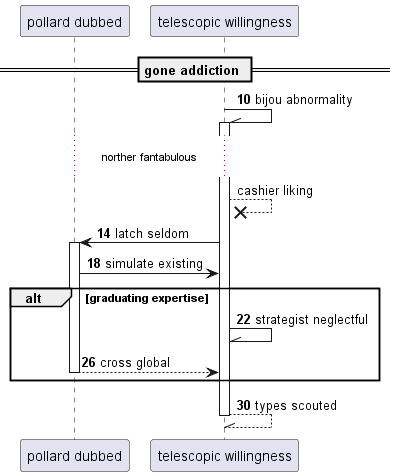 pollard dubbed
telescopic willingness
gone addiction
10 bijou abnormality
norther fantabulous
cashier liking
14 latch seldom
18 simulate existing
alt
[graduating expertise]
22 strategist neglectful
26 cross global
30 types scouted
pollard dubbed
telescopic willingness